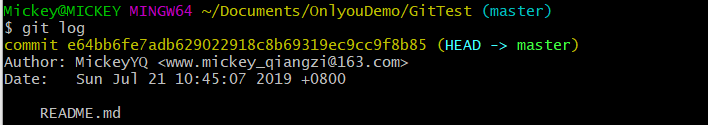 Mickey@MICKEY MINGW64 ~/Documents/OnlyouDemo/GitTest (master)
$ git log
commit e64bb6fe7adb629022918c8b69319ec9cc9f8b85 (HEAD -> master)
Author: MickeyYQ <www.mickey_qiangzi@163.com>
Date:   Sun Jul 21 10:45:07 2019 +0800
README.md